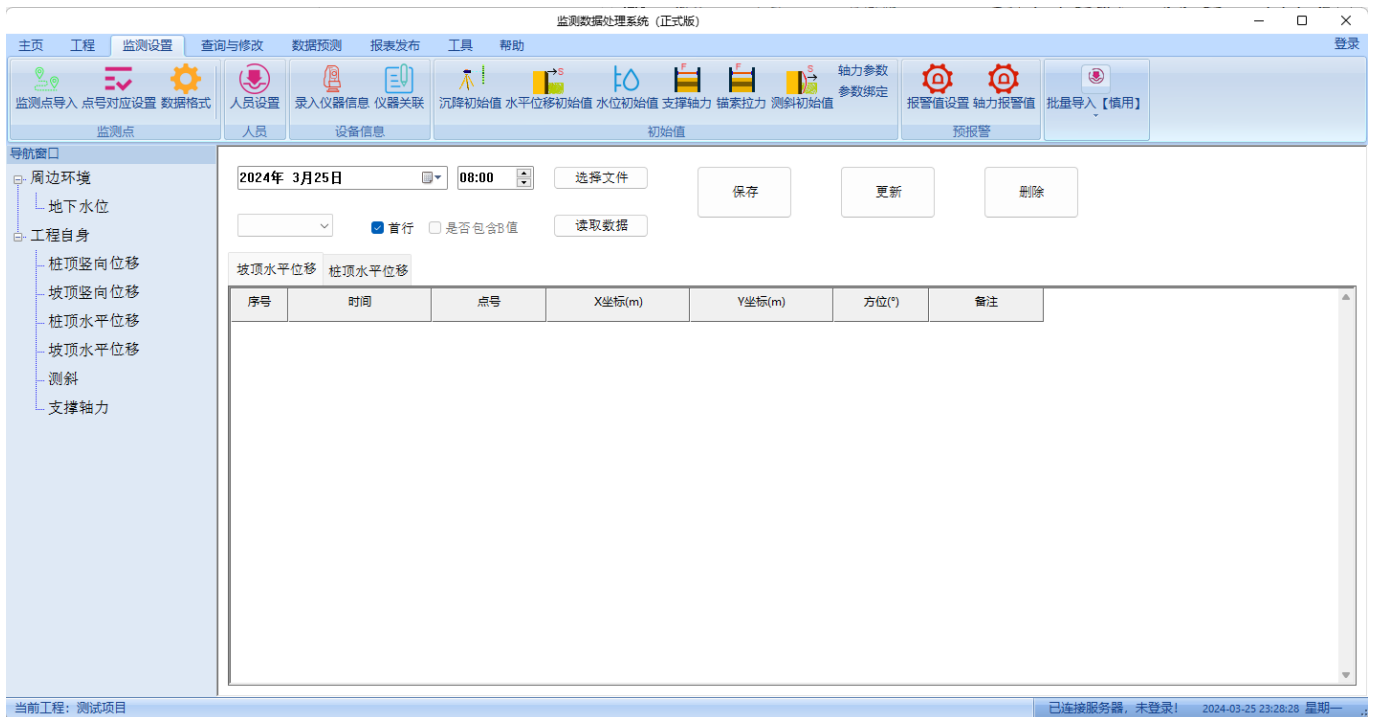 监测数据处理系统（正式版）
主页 工程 监测设置 查询与修改 数据预测 报表发布 工具 帮助 登录
监测点导入 点号对应设置 数据格式 人员设置 录入仪器信息 仪器关联 沉降初始值 水平位移初始值 水位初始值 支撑轴力 锚索拉力 测斜初始值 轴力参数 参数绑定 报警值设置 轴力报警值 批量导入【慎用】
监测点 人员 设备信息 初始值 预报警
导航窗口
周边环境
地下水位
工程自身
桩顶竖向位移
坡顶竖向位移
桩顶水平位移
坡顶水平位移
测斜
支撑轴力
2024年 3月25日 08:00 选择文件 保存 更新 删除
首行 是否包含B值 读取数据
坡顶水平位移 桩顶水平位移
序号 时间 点号 X坐标(m) Y坐标(m) 方位(°) 备注
当前工程：测试项目 已连接服务器，未登录！ 2024-03-25 23:28:28 星期一